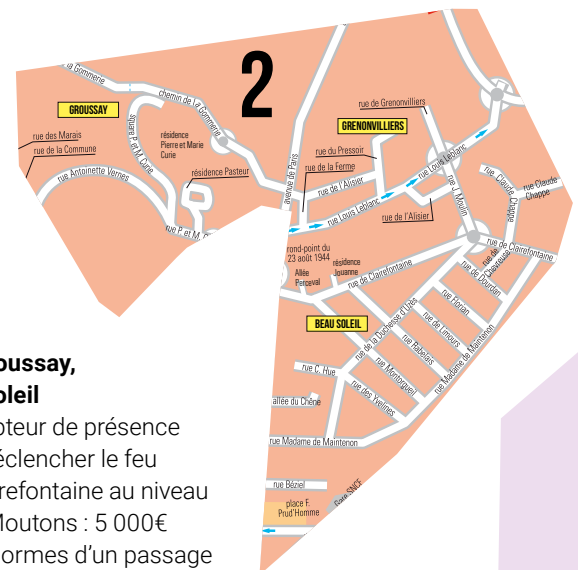 2
la Gommerie
chemin de La Gommerie
GROUSSAY
rue des Marais
rue de la Commune
square P. et M. Curie
résidence
Pierre et Marie
Curie
résidence Pasteur
rue Antoinette Vernes
rue P. et M. C
avenue de Paris
rue de Grenonvilliers
GRENONVILLIERS
rue du Pressoir
rue de la Ferme
rue de l'Alisier
rue Louis Leblanc
rue Louis Leblanc
rue J. Moulin
rue de l'Alisier
rue Claude Chappe
rue Claude
Chappe
rond-point du
23 août 1944
Allée
Perceval
résidence
Jouanne
rue de Clairefontaine
rue de Clairefontaine
rue de Chevreuse
rue de Dourdan
rue Florian
rue de Limours
rue Rabelais
rue Montorgueil
rue de la Duchesse d'Uzès
BEAU SOLEIL
rue des Yvelines
rue C. Hue
allée du Chêne
rue Madame de Maintenon
rue Madame de Maintenon
rue Béziel
place F.
Prud'Homme
Gare SNCF
oussay,
oleil
pteur de présence
éclencher le feu
irefontaine au niveau
Moutons : 5 000€
normes d'un passage